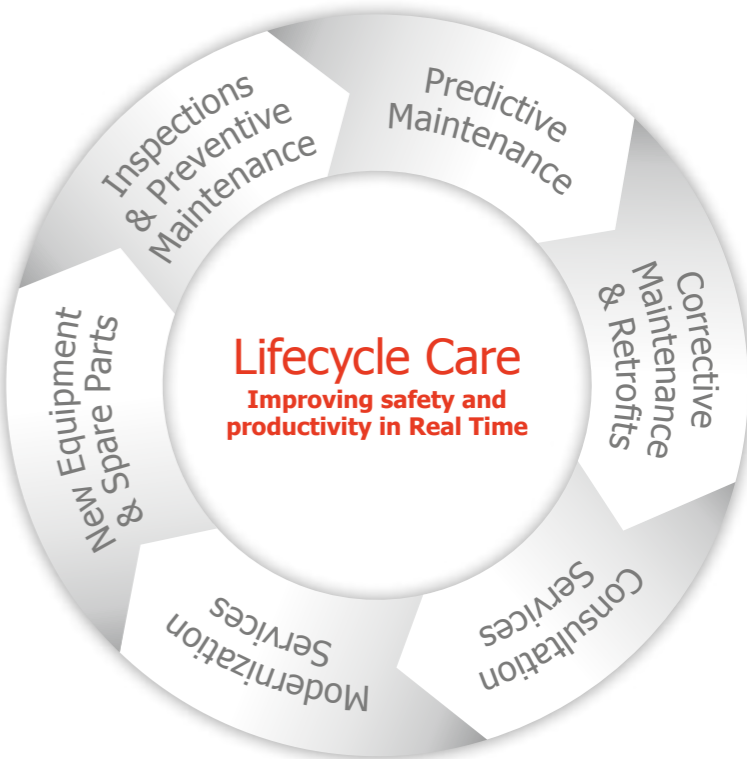 Lifecycle Care
Improving safety and
productivity in Real Time
Inspections
& Preventive
Maintenance
Predictive
Maintenance
Corrective
Maintenance
& Retrofits
Consultation
Services
Modernization
Services
New Equipment
& Spare Parts